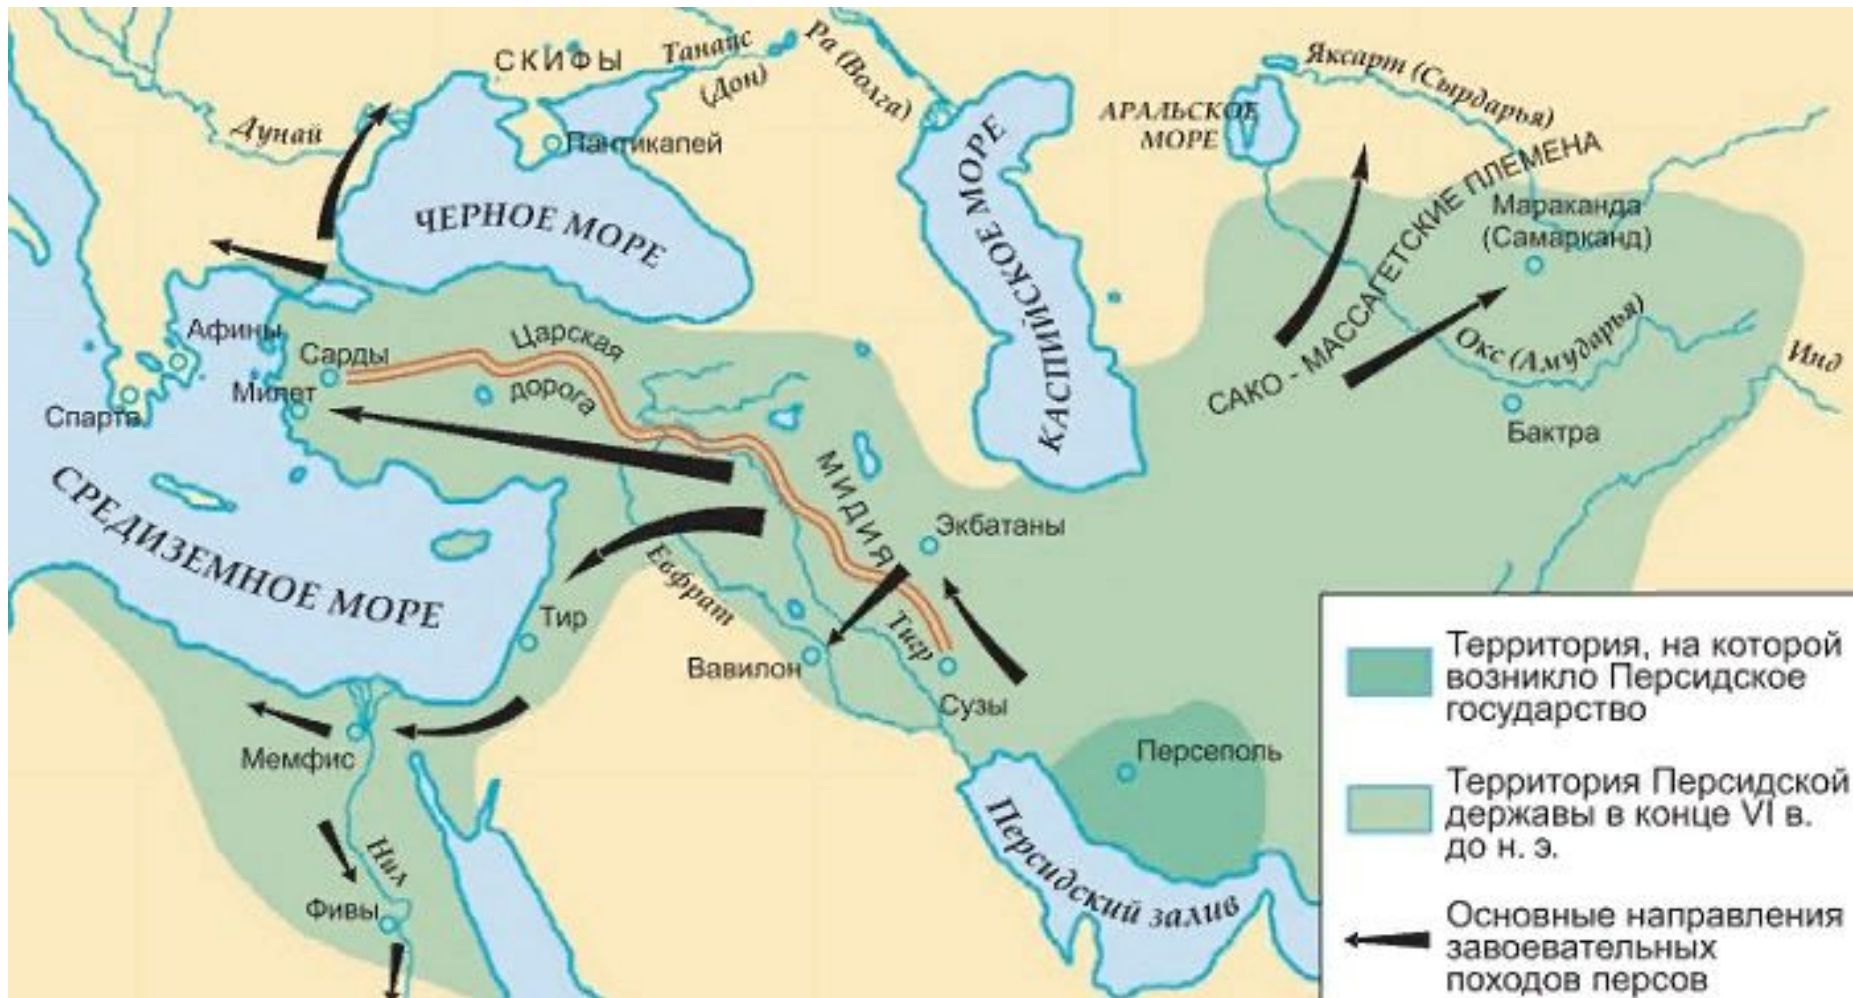 СКИФЫ
Танаис
(Дон)
Ра (Волга)
Яксарт (Сырдарья)
АРАЛЬСКОЕ
МОРЕ
Дунай
Пантикапей
ЧЕРНОЕ МОРЕ
КАСПИЙСКОЕ МОРЕ
САКО - МАССАГЕТСКИЕ ПЛЕМЕНА
Мараканда
(Самарканд)
Афины
Сарды
Царская
дорога
Милет
Спарта
Окс (Амударья)
Инд
Бактра
МИДИЯ
СРЕДИЗЕМНОЕ МОРЕ
Экбатаны
Евфрат
Тир
Тигр
Вавилон
Сузы
Мемфис
Персеполь
Нил
Фивы
Персидский залив
Территория, на которой
возникло Персидское
государство
Территория Персидской
державы в конце VI в.
до н. э.
Основные направления
завоевательных
походов персов